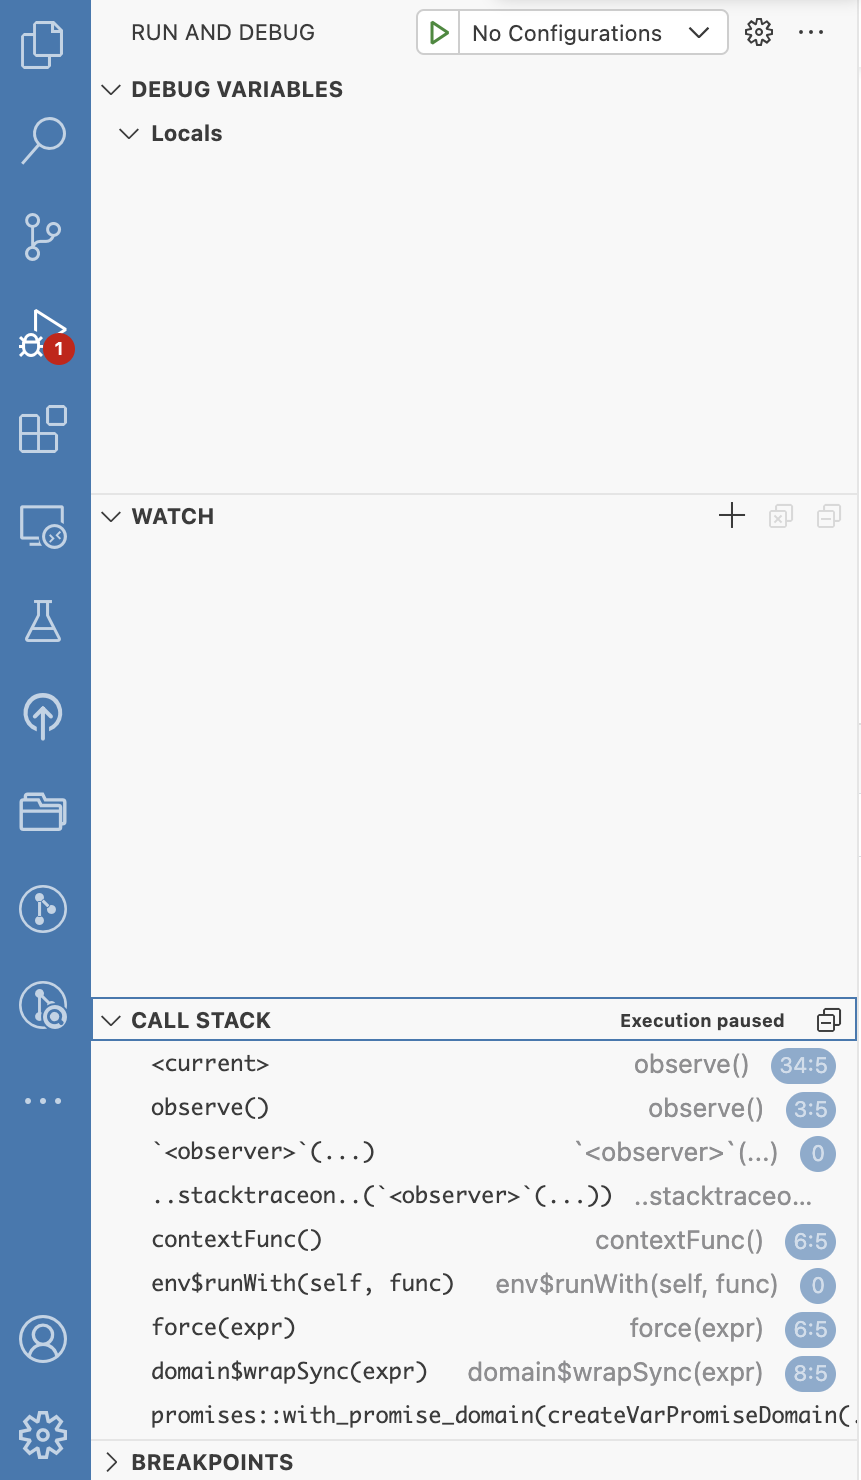 RUN AND DEBUG No Configurations ...
DEBUG VARIABLES
Locals
1
WATCH
CALL STACK Execution paused
<current> observe() 34:5
observe() observe() 3:5
`<observer>`(...) `<observer>`(...) 0
..stacktraceon..(`<observer>`(...)) ..stacktraceo...
contextFunc() contextFunc() 6:5
env$runWith(self, func) env$runWith(self, func) 0
force(expr) force(expr) 6:5
domain$wrapSync(expr) domain$wrapSync(expr) 8:5
promises::with_promise_domain(createVarPromiseDomain(.
BREAKPOINTS